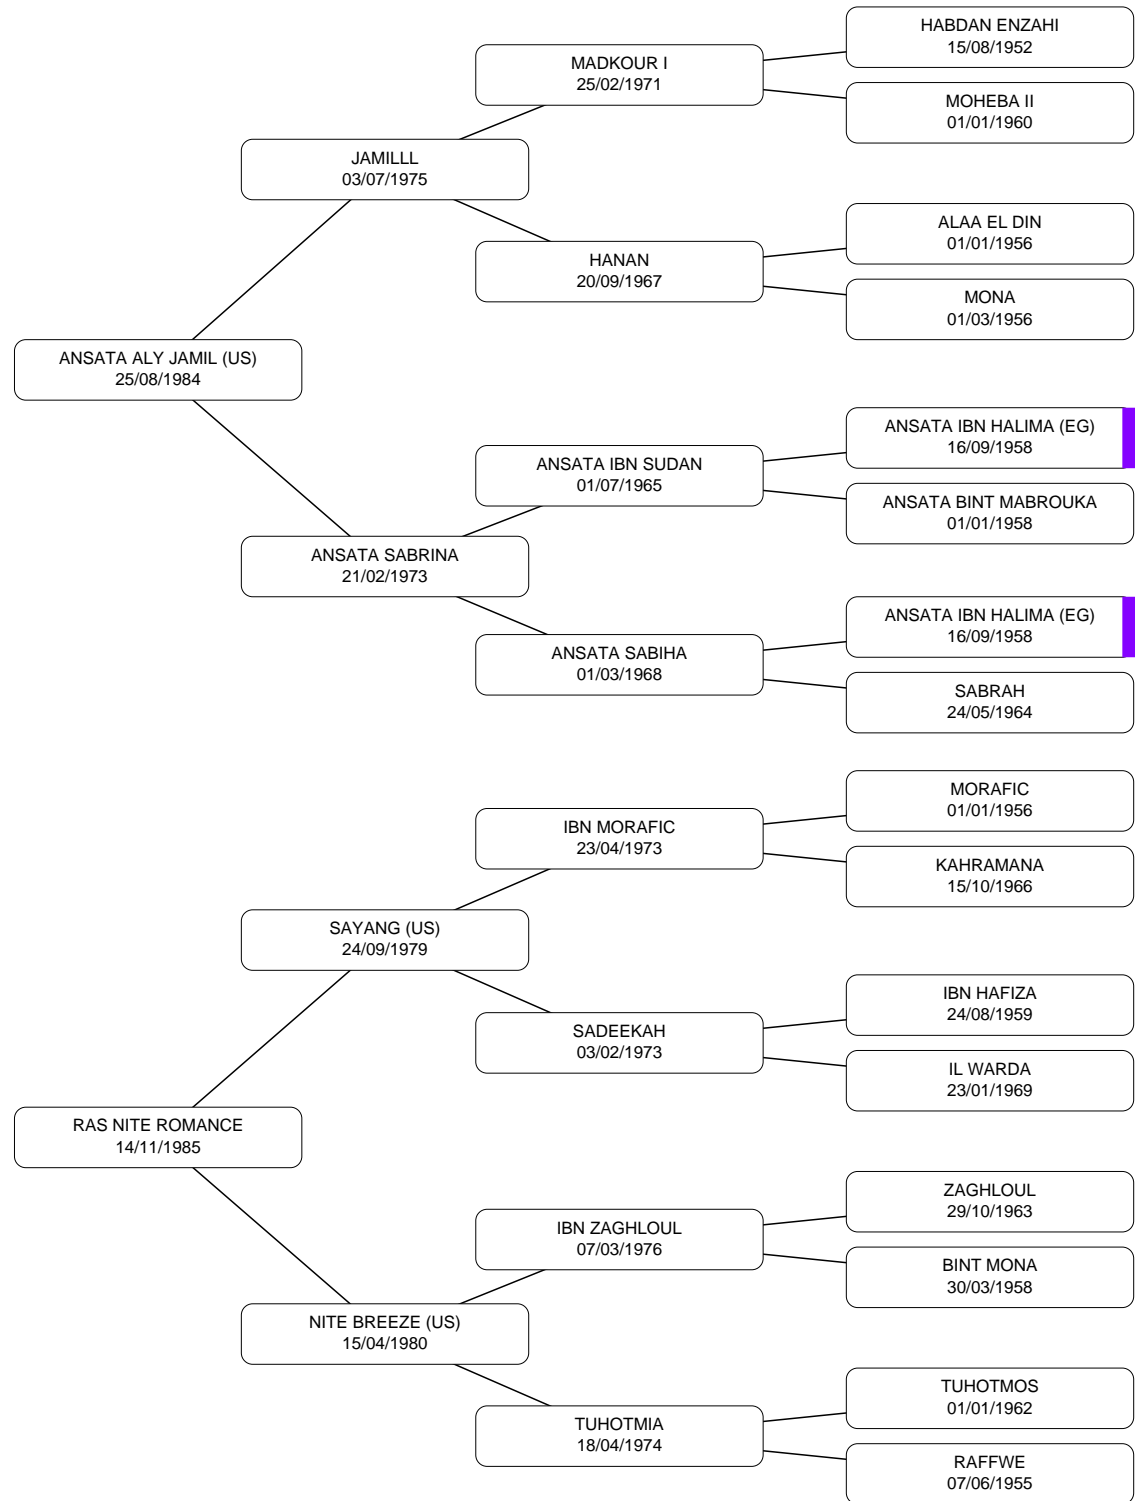 HABDAN ENZAHI
15/08/1952
MADKOUR I
25/02/1971
MOHEBA II
01/01/1960
JAMILLL
03/07/1975
ALAA EL DIN
01/01/1956
HANAN
20/09/1967
MONA
01/03/1956
ANSATA ALY JAMIL (US)
25/08/1984
ANSATA IBN HALIMA (EG)
16/09/1958
ANSATA IBN SUDAN
01/07/1965
ANSATA BINT MABROUKA
01/01/1958
ANSATA SABRINA
21/02/1973
ANSATA IBN HALIMA (EG)
16/09/1958
ANSATA SABIHA
01/03/1968
SABRAH
24/05/1964
MORAFIC
01/01/1956
IBN MORAFIC
23/04/1973
KAHRAMANA
15/10/1966
SAYANG (US)
24/09/1979
IBN HAFIZA
24/08/1959
SADEEKAH
03/02/1973
IL WARDA
23/01/1969
RAS NITE ROMANCE
14/11/1985
ZAGHLOUL
29/10/1963
IBN ZAGHLOUL
07/03/1976
BINT MONA
30/03/1958
NITE BREEZE (US)
15/04/1980
TUHOTMOS
01/01/1962
TUHOTMIA
18/04/1974
RAFFWE
07/06/1955